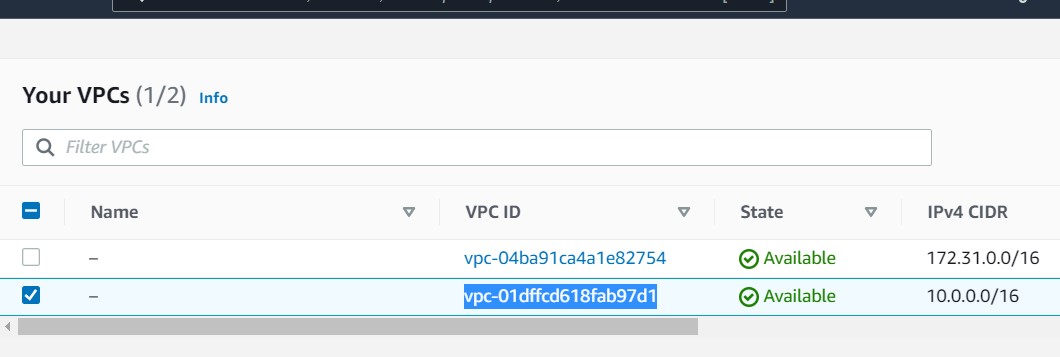 Your VPCs (1/2) Info
Filter VPCs
Name VPC ID State IPv4 CIDR
– vpc-04ba91ca4a1e82754 Available 172.31.0.0/16
– vpc-01dffcd618fab97d1 Available 10.0.0.0/16